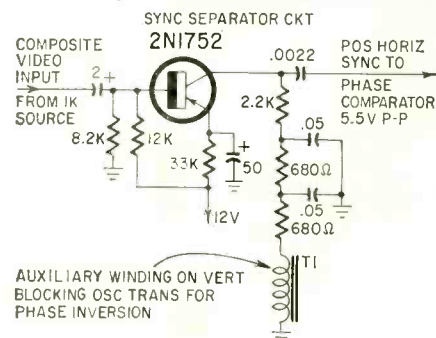 SYNC SEPARATOR CKT
2N1752
COMPOSITE
VIDEO
INPUT
FROM 1K
SOURCE
2
+
8.2K
12K
33K
+
50
12V
.0022
2.2K
.05
680Ω
.05
680Ω
T1
POS HORIZ
SYNC TO
PHASE
COMPARATOR
5.5V P-P
AUXILIARY WINDING ON VERT
BLOCKING OSC TRANS FOR
PHASE INVERSION